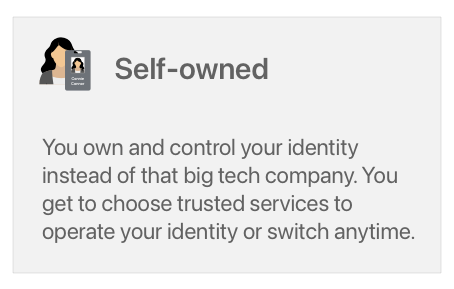 Self-owned
You own and control your identity
instead of that big tech company. You
get to choose trusted services to
operate your identity or switch anytime.